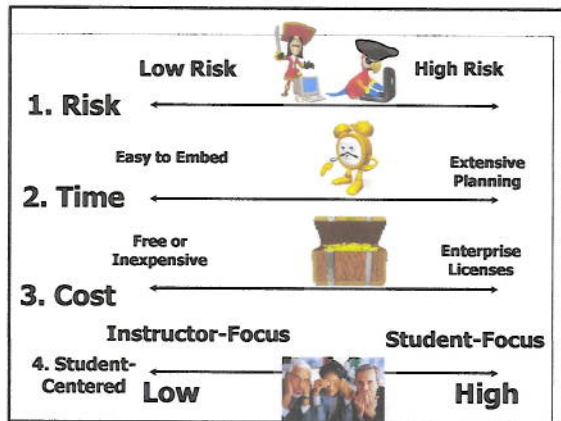 Low Risk
High Risk
1. Risk
Easy to Embed
Extensive
Planning
2. Time
Free or
Inexpensive
Enterprise
Licenses
3. Cost
Instructor-Focus
Student-Focus
4. Student-
Centered
Low
High